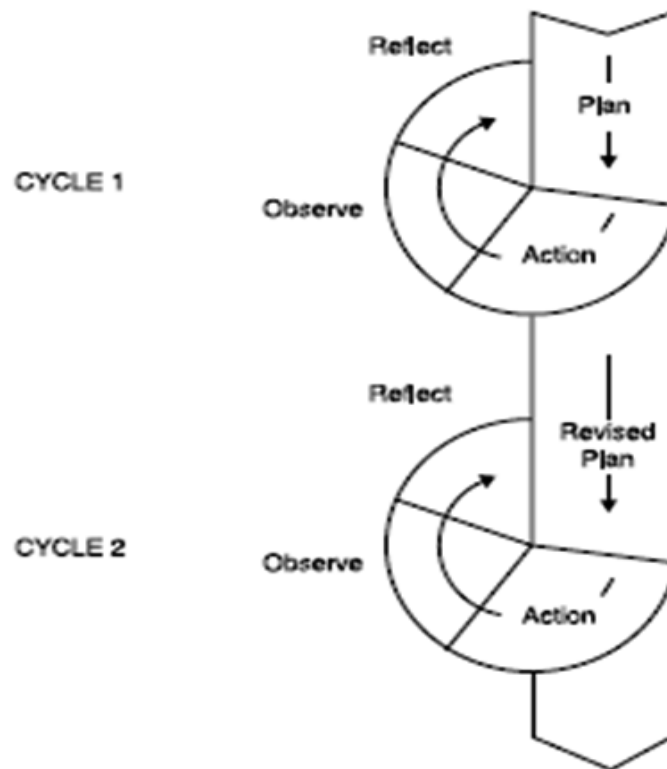 Reflect
Plan
CYCLE 1
Observe
Action
Reflect
Revised
Plan
CYCLE 2
Observe
Action